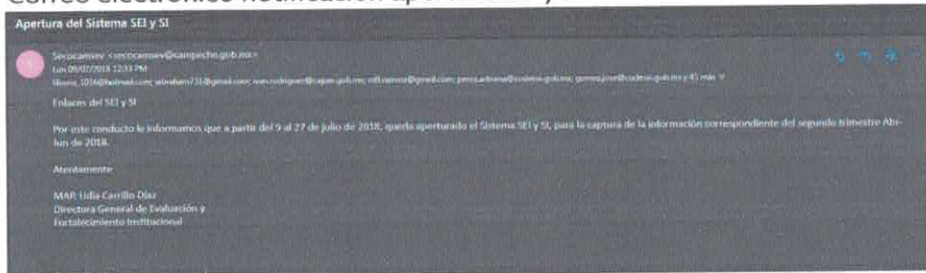 Correo electrónico notificación
Apertura del Sistema SEI y SI
Secocamsev <secocamsev@campeche.gob.mx>
Lun 09/07/2018 12:33 PM
y 45 más
Enlaces del SEI y SI
Por este conducto le informamos que a partir del 9 al 27 de julio de 2018, queda aperturado el Sistema SEI y SI, para la captura de la información correspondiente del segundo trimestre Abr-
Jun de 2018.
Atentamente
MAP. Lidia Carrillo Díaz
Directora General de Evaluación y
Fortalecimiento Institucional